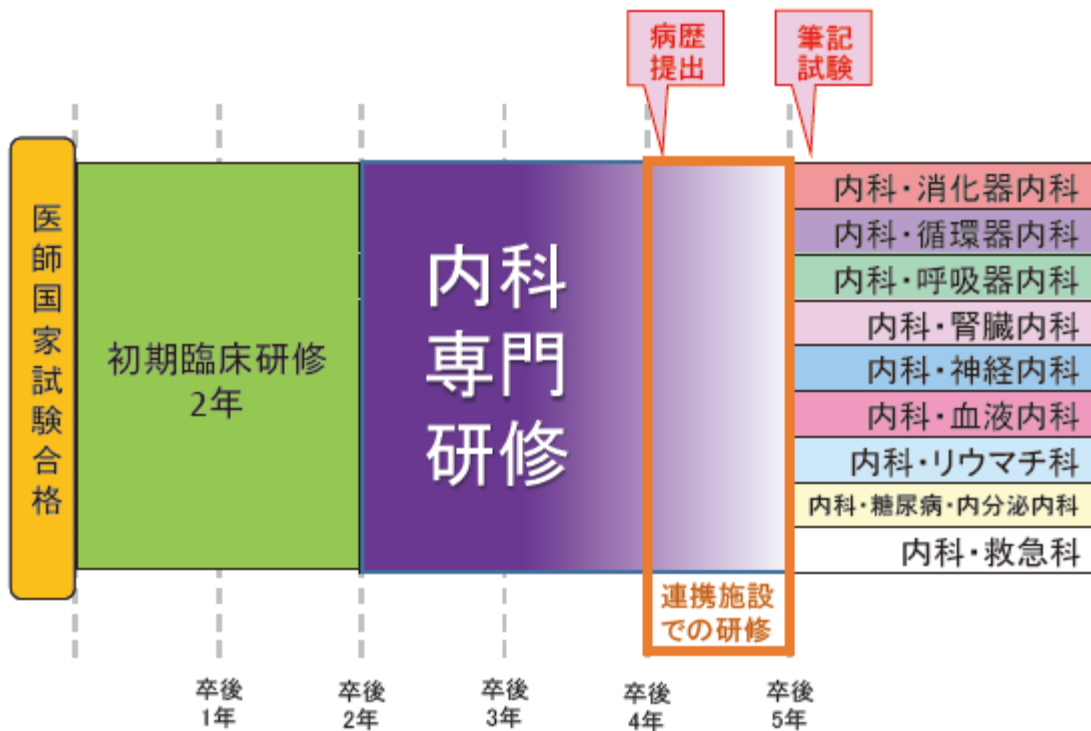 病歴
提出
筆記
試験
医師国家試験合格
初期臨床研修
2年
内科
専門
研修
内科・消化器内科
内科・循環器内科
内科・呼吸器内科
内科・腎臓内科
内科・神経内科
内科・血液内科
内科・リウマチ科
内科・糖尿病・内分泌内科
内科・救急科
連携施設
での研修
卒後
1年
卒後
2年
卒後
3年
卒後
4年
卒後
5年